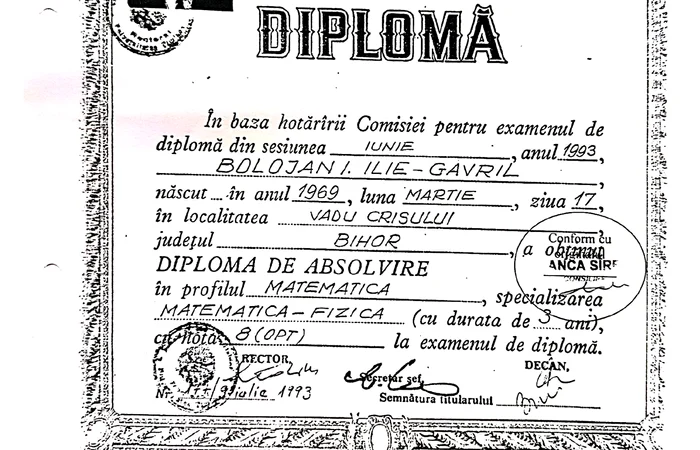 DIPLOMĂ
În baza hotărîrii Comisiei pentru examenul de
diplomă din sesiunea IUNIE, anul 1993,
BOLOJAN I. ILIE-GAVRIL,
născut în anul 1969, luna MARTIE, ziua 17,
în localitatea VADU CRISULUI,
județul BIHOR, a obținut
Conform cu
originalul
ANCA SIRE
DIPLOMA DE ABSOLVIRE
în profilul MATEMATICA, specializarea
MATEMATICA-FIZICA (cu durata de 3 ani),
cu nota 8 (OPT) la examenul de diplomă.
RECTOR, DECAN,
Secretar șef,
Nr. iulie 1993
Semnătura titularului